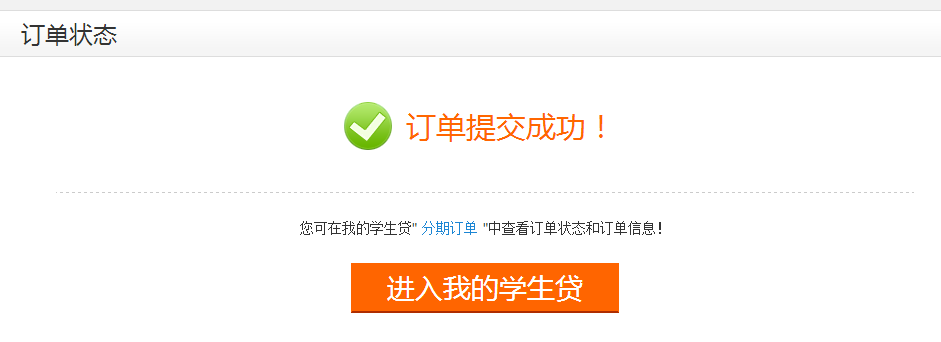 订单状态
订单提交成功！
您可在我的学生贷" 分期订单 "中查看订单状态和订单信息！
进入我的学生贷